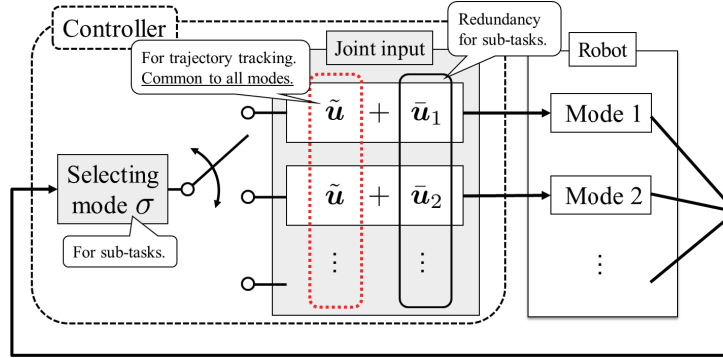 Controller
Redundancy
for sub-tasks.
For trajectory tracking.
Common to all modes.
Joint input
Robot
ũ + ū₁
Mode 1
Selecting
mode σ
ũ + ū₂
Mode 2
For sub-tasks.
⋮ ⋮ ⋮